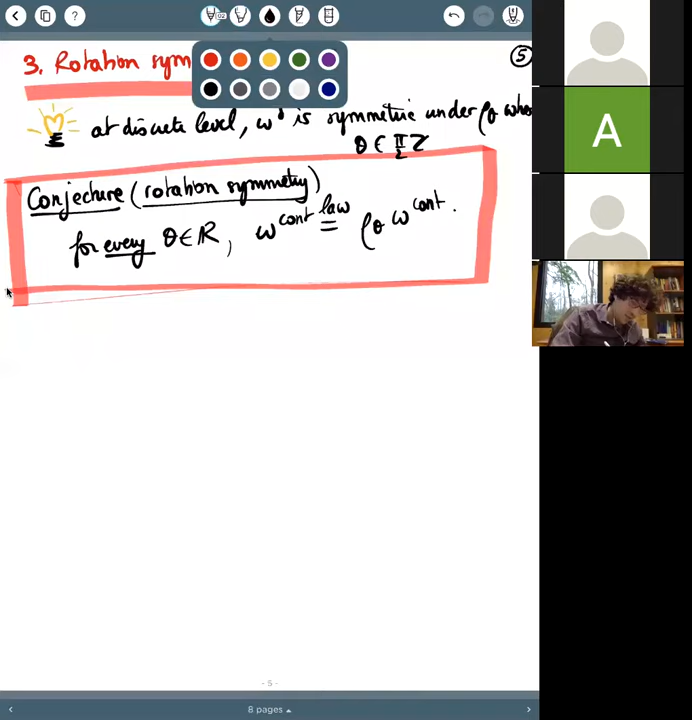 3. Rotation sym
5
at discrete level, ω^δ is symmetric under ρθ whe
θ ∈ π/2 Z
Conjecture (rotation symmetry)
for every θ ∈ ℝ, ω^cont law= ρθ ω^cont.
A
- 5 -
8 pages